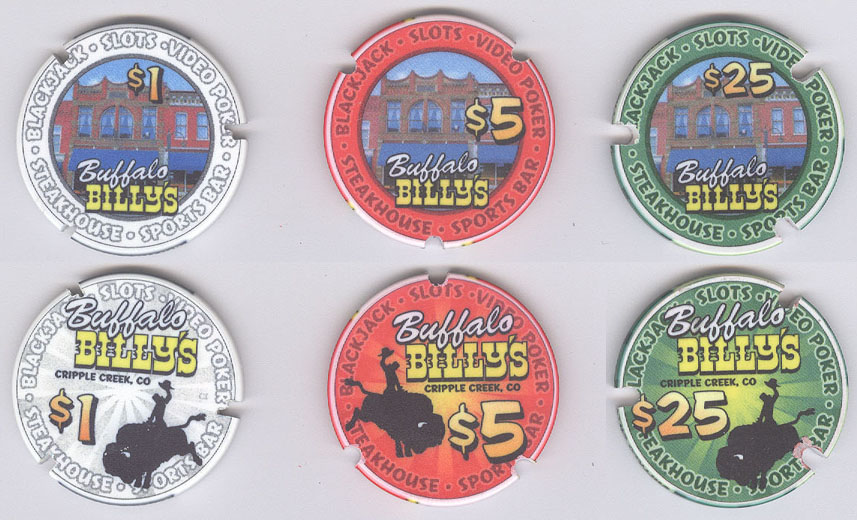 BLACKJACK · SLOTS · VIDEO POKER ·
STEAKHOUSE · SPORTS BAR ·
$1
Buffalo
BILLY'S
BLACKJACK · SLOTS · VIDEO POKER ·
STEAKHOUSE · SPORTS BAR ·
$5
Buffalo
BILLY'S
BLACKJACK · SLOTS · VIDEO POKER ·
STEAKHOUSE · SPORTS BAR ·
$25
Buffalo
BILLY'S
BLACKJA · SLOTS · VIDEO POKER ·
STEAKHOUSE · SPORTS BAR
Buffalo
BILLY'S
CRIPPLE CREEK, CO
$1
BLACKJACK · SLOTS · VIDEO POKER ·
STEAKHOUSE · SPORTS BAR
Buffalo
BILLY'S
CRIPPLE CREEK, CO
$5
LACKJA · SLOTS · VIDEO POKER ·
STEAKHOUSE · SPORTS BAR
Buffalo
BILLY'S
CRIPPLE CREEK, CO
$25